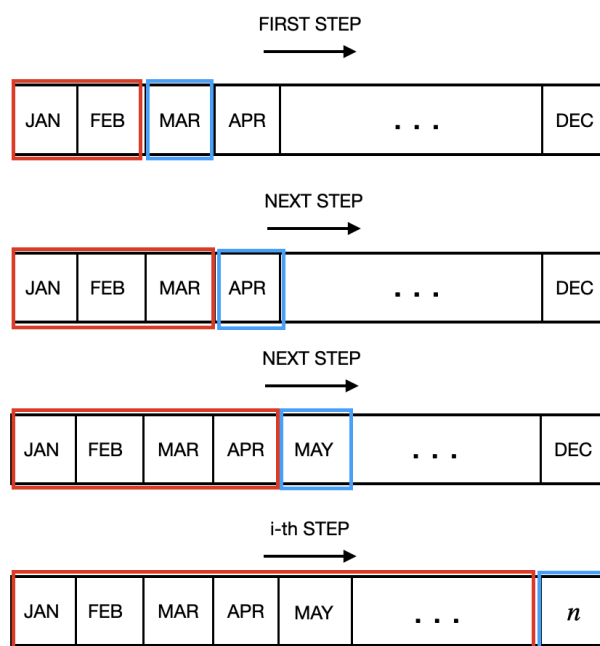 FIRST STEP
JAN FEB MAR APR . . . DEC
NEXT STEP
JAN FEB MAR APR . . . DEC
NEXT STEP
JAN FEB MAR APR MAY . . . DEC
i-th STEP
JAN FEB MAR APR MAY . . . n